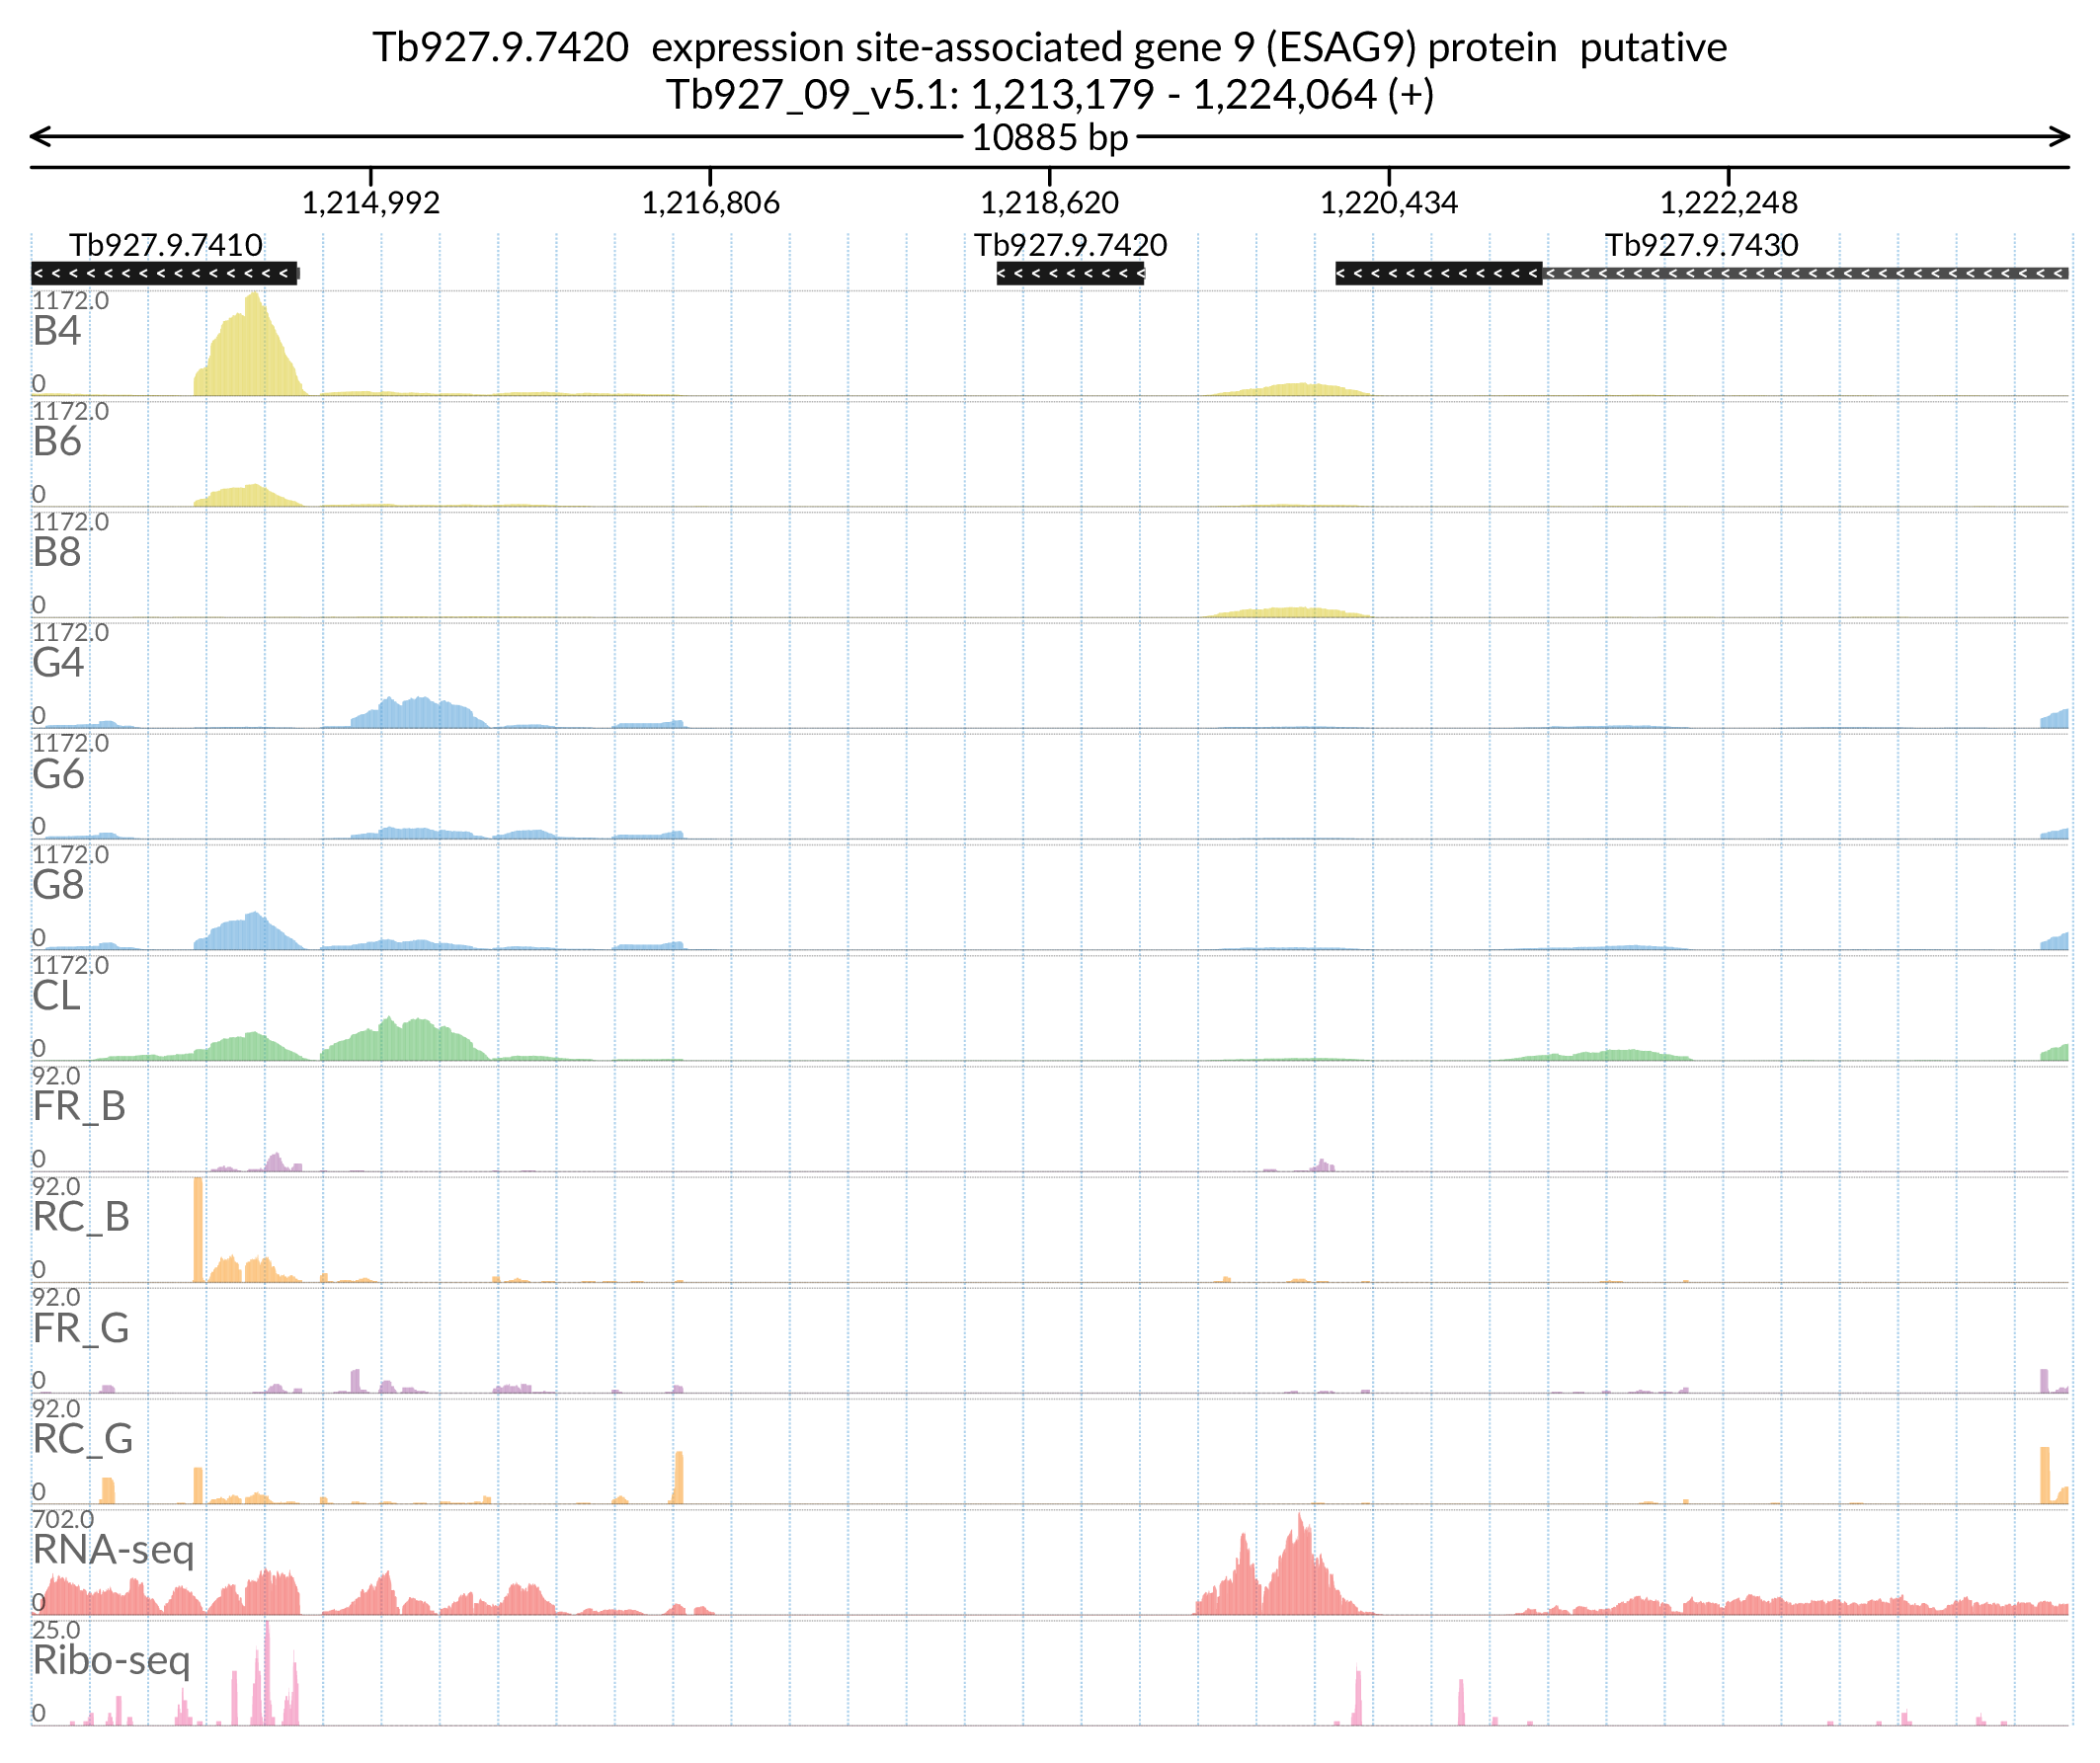 Tb927.9.7420  expression site-associated gene 9 (ESAG9) protein  putative
Tb927_09_v5.1: 1,213,179 - 1,224,064 (+)
10885 bp
1,214,992 1,216,806 1,218,620 1,220,434 1,222,248
Tb927.9.7410 Tb927.9.7420 Tb927.9.7430
1172.0
B4
0
1172.0
B6
0
1172.0
B8
0
1172.0
G4
0
1172.0
G6
0
1172.0
G8
0
1172.0
CL
0
92.0
FR_B
0
92.0
RC_B
0
92.0
FR_G
0
92.0
RC_G
0
702.0
RNA-seq
0
25.0
Ribo-seq
0